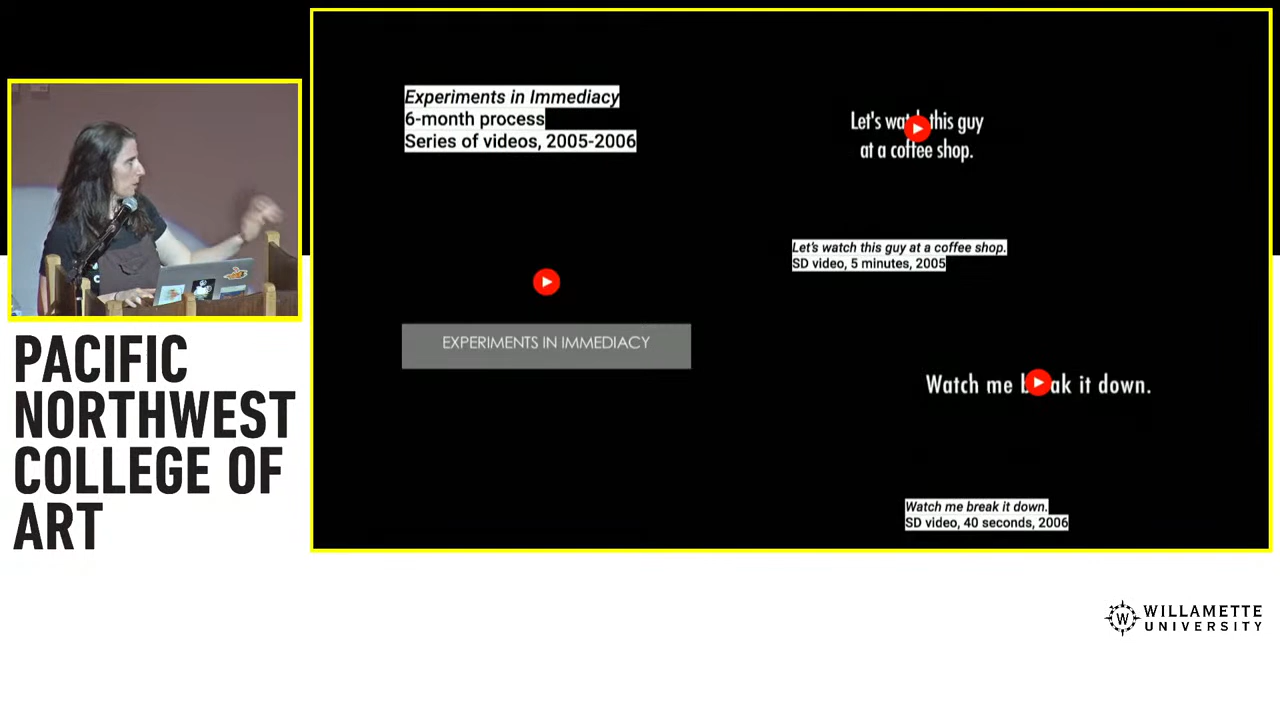 PACIFIC
NORTHWEST
COLLEGE OF
ART
Experiments in Immediacy
6-month process
Series of videos, 2005-2006
EXPERIMENTS IN IMMEDIACY
Let's watch this guy
at a coffee shop.
Let's watch this guy at a coffee shop.
SD video, 5 minutes, 2005
Watch me break it down.
Watch me break it down.
SD video, 40 seconds, 2006
W
WILLAMETTE
UNIVERSITY